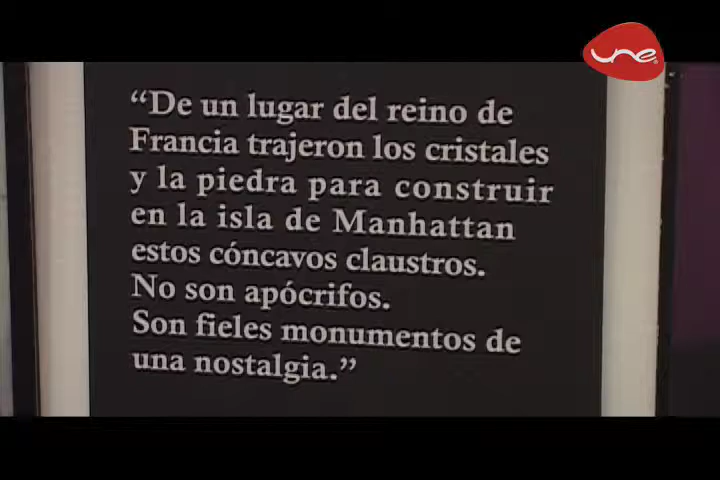 une
“De un lugar del reino de
Francia trajeron los cristales
y la piedra para construir
en la isla de Manhattan
estos cóncavos claustros.
No son apócrifos.
Son fieles monumentos de
una nostalgia.”